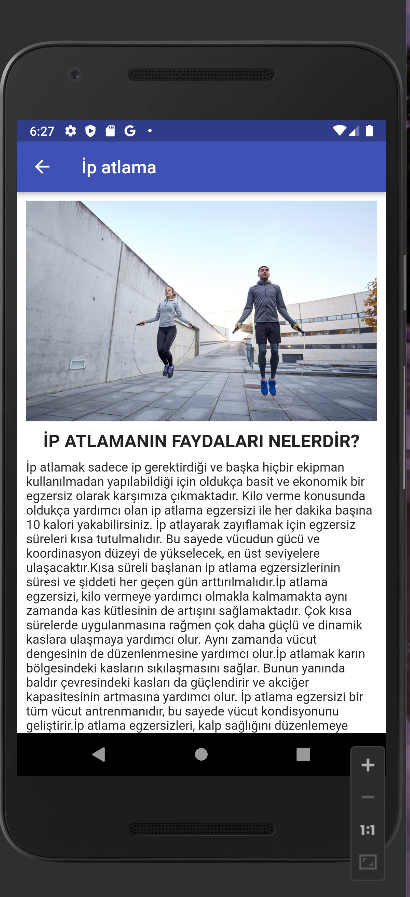 6:27
İp atlama
İP ATLAMANIN FAYDALARI NELERDİR?
İp atlamak sadece ip gerektirdiği ve başka hiçbir ekipman
kullanılmadan yapılabildiği için oldukça basit ve ekonomik bir
egzersiz olarak karşımıza çıkmaktadır. Kilo verme konusunda
oldukça yardımcı olan ip atlama egzersizi ile her dakika başına
10 kalori yakabilirsiniz. İp atlayarak zayıflamak için egzersiz
süreleri kısa tutulmalıdır. Bu sayede vücudun gücü ve
koordinasyon düzeyi de yükselecek, en üst seviyelere
ulaşacaktır.Kısa süreli başlanan ip atlama egzersizlerinin
süresi ve şiddeti her geçen gün arttırılmalıdır.İp atlama
egzersizi, kilo vermeye yardımcı olmakla kalmamakta aynı
zamanda kas kütlesinin de artışını sağlamaktadır. Çok kısa
sürelerde uygulanmasına rağmen çok daha güçlü ve dinamik
kaslara ulaşmaya yardımcı olur. Aynı zamanda vücut
dengesinin de düzenlenmesine yardımcı olur.İp atlamak karın
bölgesindeki kasların sıkılaşmasını sağlar. Bunun yanında
baldır çevresindeki kasları da güçlendirir ve akciğer
kapasitesinin artmasına yardımcı olur. İp atlama egzersizi bir
tüm vücut antrenmanıdır, bu sayede vücut kondisyonunu
geliştirir.İp atlama egzersizleri, kalp sağlığını düzenlemeye
1:1